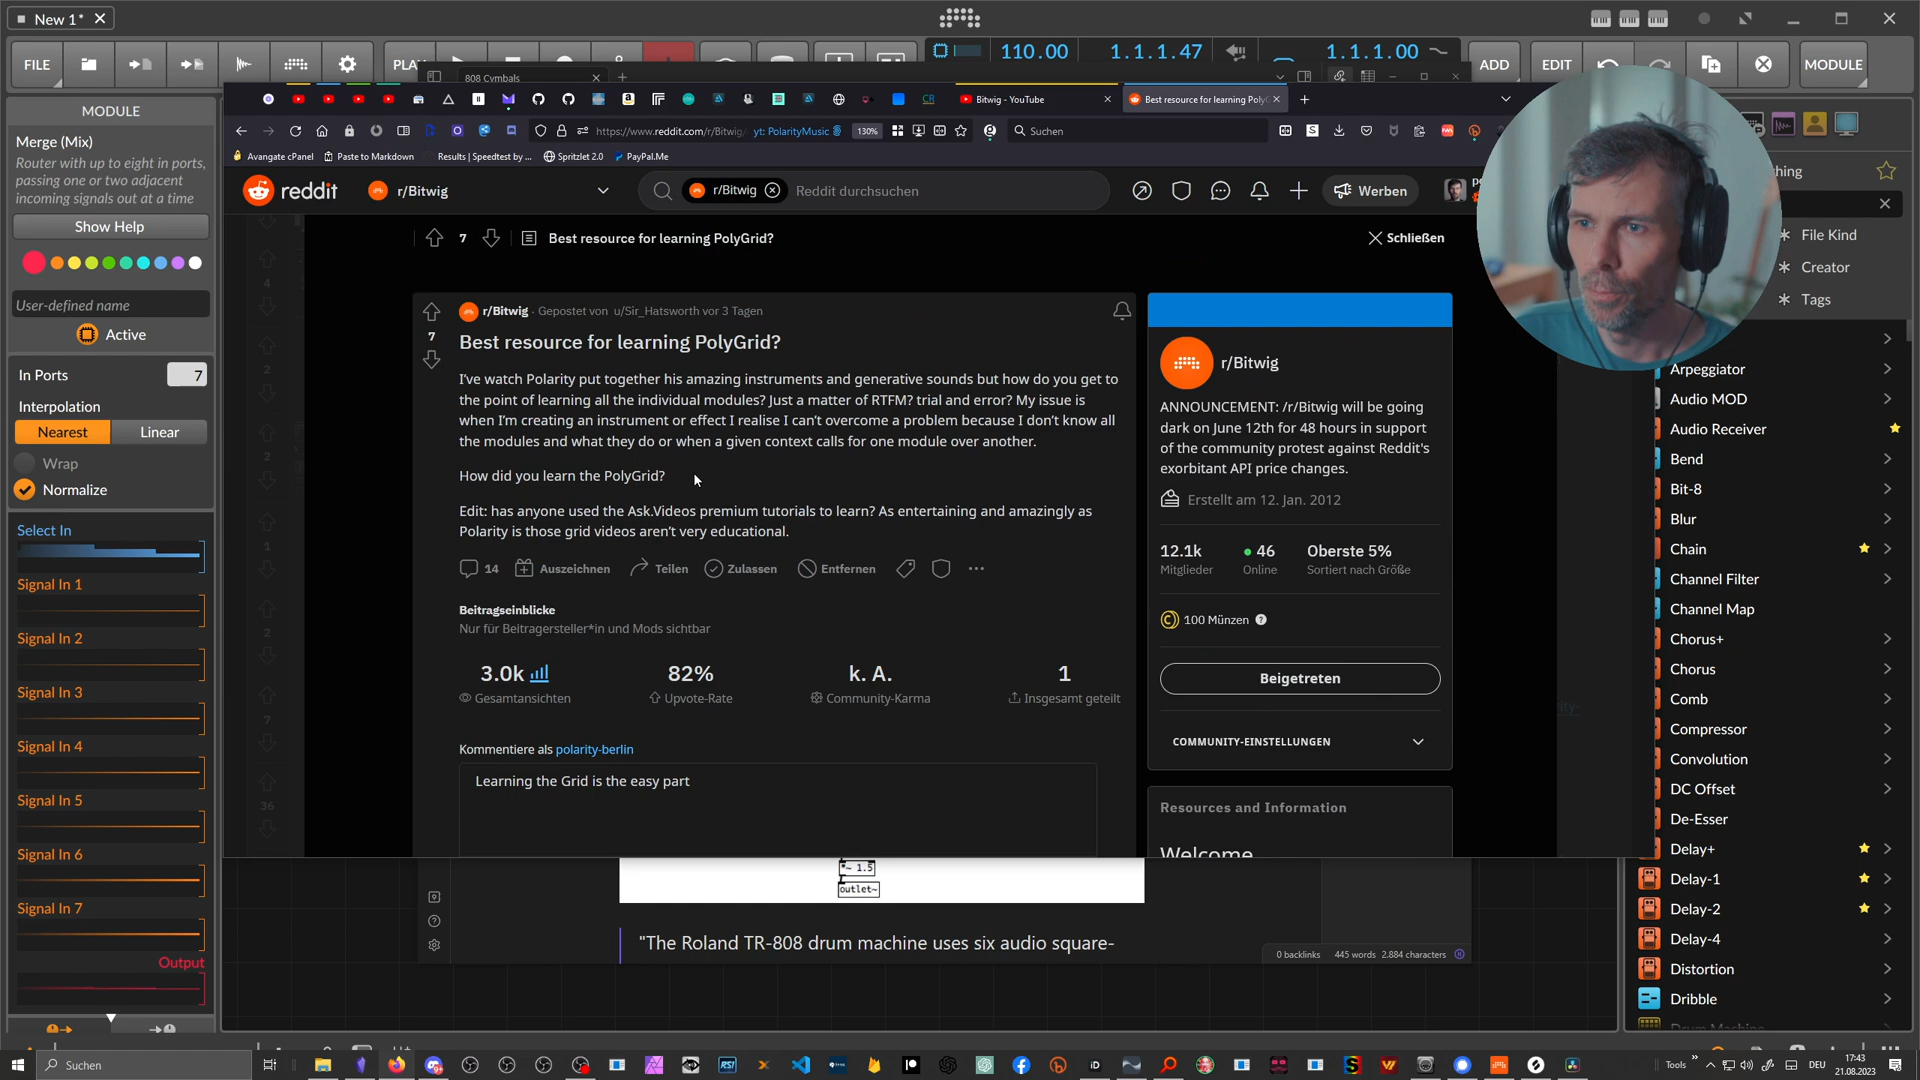 New 1*
FILE
PLAY
110.00
1.1.1.47
1.1.1.00
ADD
EDIT
MODULE
808 Cymbals
MODULE
Merge (Mix)
Router with up to eight in ports,
passing one or two adjacent
incoming signals out at a time
Show Help
User-defined name
Active
In Ports
7
Interpolation
Nearest
Linear
Wrap
Normalize
Select In
Signal In 1
Signal In 2
Signal In 3
Signal In 4
Signal In 5
Signal In 6
Signal In 7
Output
Bitwig - YouTube
Best resource for learning Poly
https://www.reddit.com/r/Bitwig
yt: PolarityMusic
130%
Suchen
Avangate cPanel
Paste to Markdown
Results | Speedtest by ...
Spritzlet 2.0
PayPal.Me
reddit
r/Bitwig
r/Bitwig
Reddit durchsuchen
Werben
7
Best resource for learning PolyGrid?
Schließen
7
r/Bitwig · Gepostet von u/Sir_Hatsworth vor 3 Tagen
Best resource for learning PolyGrid?
I've watch Polarity put together his amazing instruments and generative sounds but how do you get to
the point of learning all the individual modules? Just a matter of RTFM? trial and error? My issue is
when I'm creating an instrument or effect I realise I can't overcome a problem because I don't know all
the modules and what they do or when a given context calls for one module over another.
How did you learn the PolyGrid?
Edit: has anyone used the Ask.Videos premium tutorials to learn? As entertaining and amazingly as
Polarity is those grid videos aren't very educational.
14
Auszeichnen
Teilen
Zulassen
Entfernen
Beitragseinblicke
Nur für Beitragersteller*in und Mods sichtbar
3.0k
82%
k. A.
1
Gesamtansichten
Upvote-Rate
Community-Karma
Insgesamt geteilt
Kommentiere als polarity-berlin
Learning the Grid is the easy part
r/Bitwig
ANNOUNCEMENT: /r/Bitwig will be going
dark on June 12th for 48 hours in support
of the community protest against Reddit's
exorbitant API price changes.
Erstellt am 12. Jan. 2012
12.1k
46
Oberste 5%
Mitglieder
Online
Sortiert nach Größe
100 Münzen
Beigetreten
COMMUNITY-EINSTELLUNGEN
Resources and Information
Welcome
*~ 1.5
outlet~
"The Roland TR-808 drum machine uses six audio square-
0 backlinks
445 words
2.884 characters
File Kind
Creator
Tags
Arpeggiator
Audio MOD
Audio Receiver
Bend
Bit-8
Blur
Chain
Channel Filter
Channel Map
Chorus+
Chorus
Comb
Compressor
Convolution
DC Offset
De-Esser
Delay+
Delay-1
Delay-2
Delay-4
Distortion
Dribble
Drum Machine
Suchen
Tools
DEU
17:43
21.08.2023